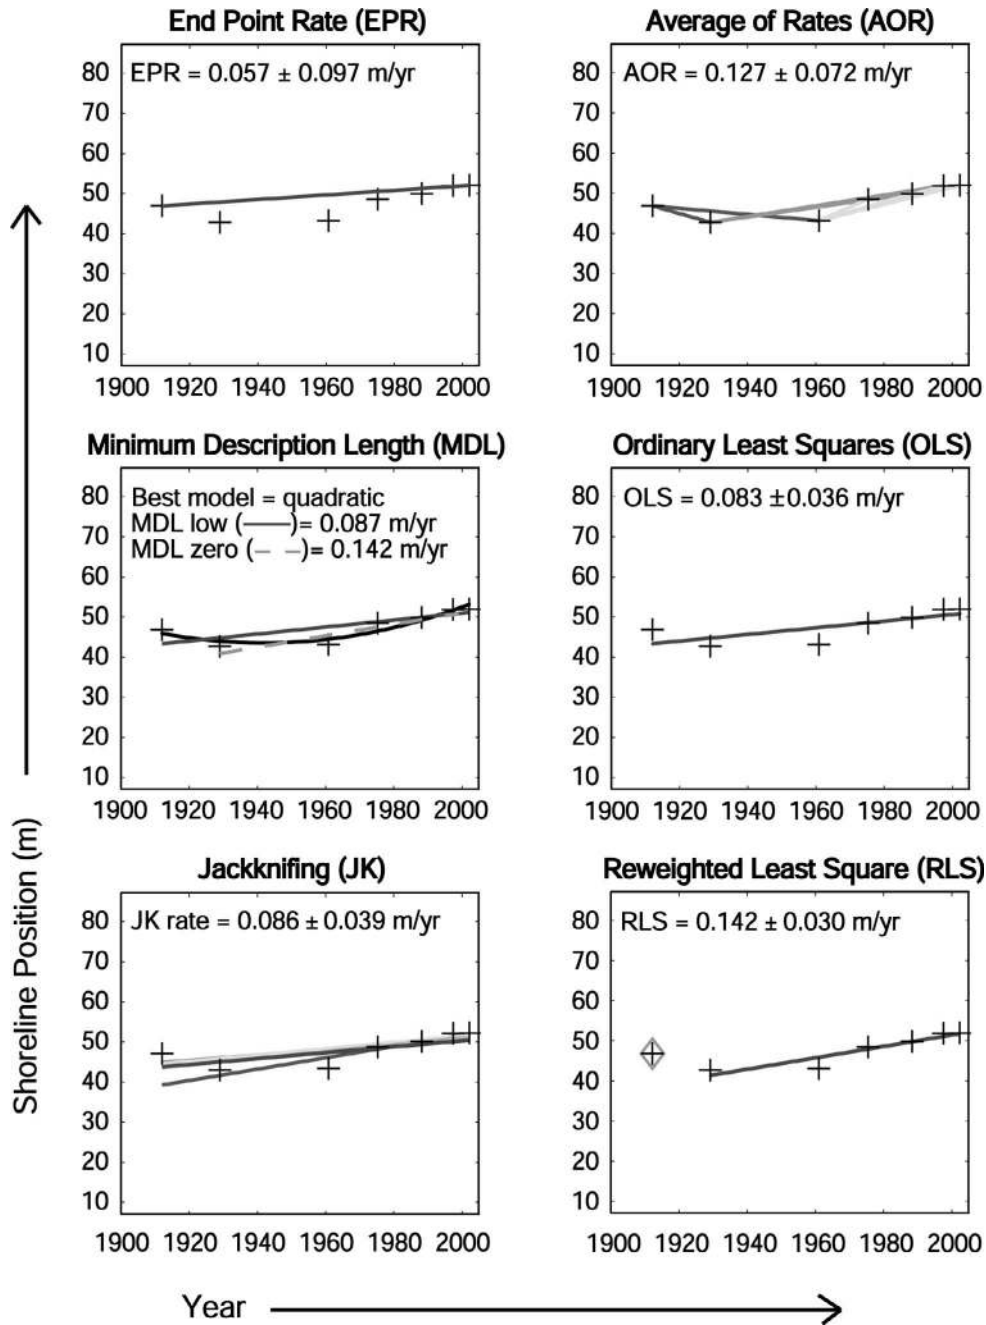 End Point Rate (EPR)
EPR = 0.057 ± 0.097 m/yr
80
70
60
50
40
30
20
10
1900 1920 1940 1960 1980 2000
Average of Rates (AOR)
AOR = 0.127 ± 0.072 m/yr
80
70
60
50
40
30
20
10
1900 1920 1940 1960 1980 2000
Minimum Description Length (MDL)
Best model = quadratic
MDL low (——)= 0.087 m/yr
MDL zero (– –)= 0.142 m/yr
80
70
60
50
40
30
20
10
1900 1920 1940 1960 1980 2000
Ordinary Least Squares (OLS)
OLS = 0.083 ±0.036 m/yr
80
70
60
50
40
30
20
10
1900 1920 1940 1960 1980 2000
Jackknifing (JK)
JK rate = 0.086 ± 0.039 m/yr
80
70
60
50
40
30
20
10
1900 1920 1940 1960 1980 2000
Reweighted Least Square (RLS)
RLS = 0.142 ± 0.030 m/yr
80
70
60
50
40
30
20
10
1900 1920 1940 1960 1980 2000
Shoreline Position (m)
Year